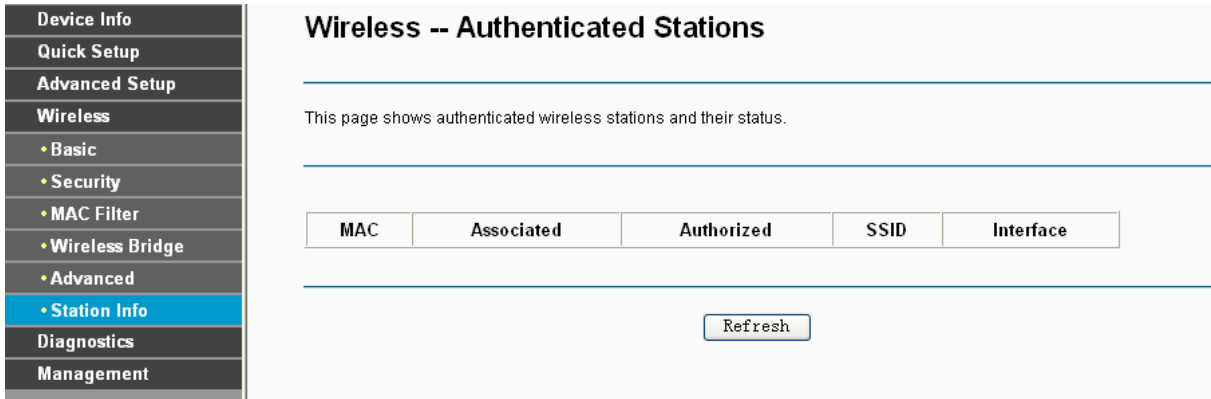 Device Info
Quick Setup
Advanced Setup
Wireless
• Basic
• Security
• MAC Filter
• Wireless Bridge
• Advanced
• Station Info
Diagnostics
Management
Wireless -- Authenticated Stations
This page shows authenticated wireless stations and their status.
MAC Associated Authorized SSID Interface
Refresh